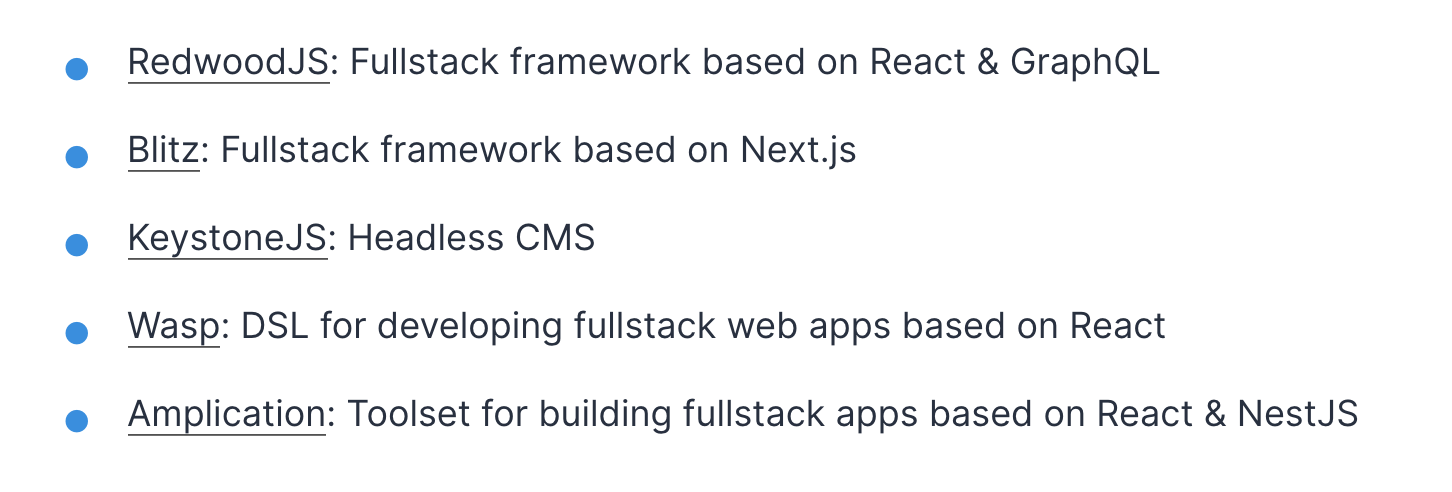 RedwoodJS: Fullstack framework based on React & GraphQL
Blitz: Fullstack framework based on Next.js
KeystoneJS: Headless CMS
Wasp: DSL for developing fullstack web apps based on React
Amplication: Toolset for building fullstack apps based on React & NestJS